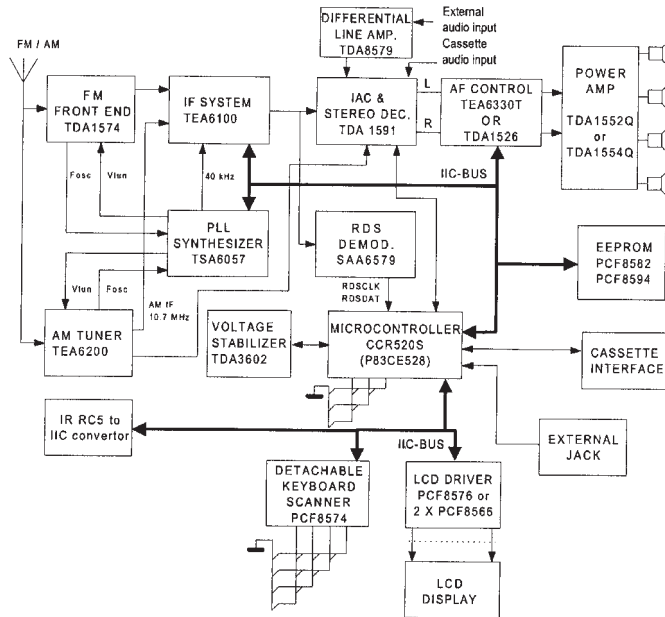 DIFFERENTIAL
LINE AMP.
TDA8579
External
audio input
Cassette
audio input
FM / AM
FM
FRONT END
TDA1574
IF SYSTEM
TEA6100
IAC &
STEREO DEC.
TDA 1591
L
R
AF CONTROL
TEA6330T
OR
TDA1526
POWER
AMP
TDA1552Q
or
TDA1554Q
Fosc
Vtun
40 kHz
IIC-BUS
PLL
SYNTHESIZER
TSA6057
RDS
DEMOD.
SAA6579
EEPROM
PCF8582
PCF8594
Vtun
Fosc
AM IF
10.7 MHz
RDSCLK
RDSDAT
AM TUNER
TEA6200
VOLTAGE
STABILIZER
TDA3602
MICROCONTROLLER
CCR520S
(P83CE528)
CASSETTE
INTERFACE
IR RC5 to
IIC convertor
IIC-BUS
EXTERNAL
JACK
DETACHABLE
KEYBOARD
SCANNER
PCF8574
LCD DRIVER
PCF8576 or
2 X PCF8566
LCD
DISPLAY